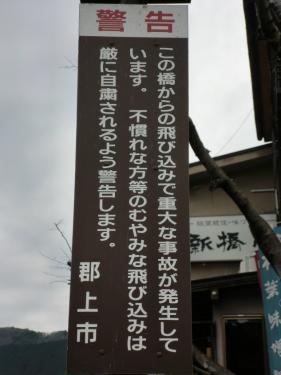 警告
この橋からの飛び込みで重大な事故が発生して
います。不慣れな方等のむやみな飛び込みは
厳に自粛されるよう警告します。
郡上市
新橋